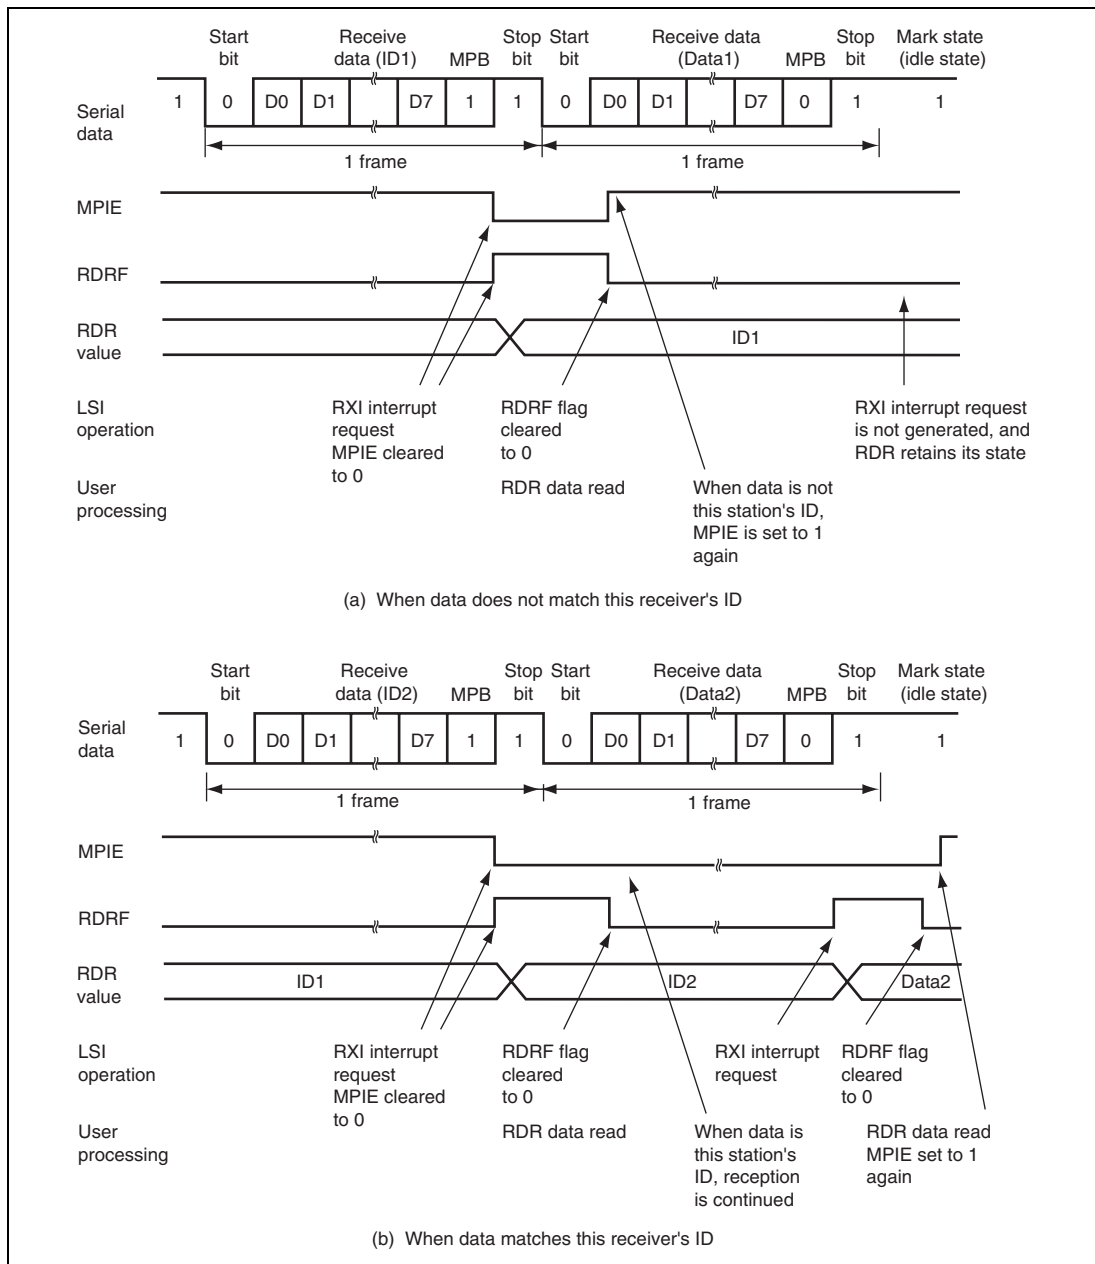 Start bit Receive data (ID1) MPB Stop bit Start bit Receive data (Data1) MPB Stop bit Mark state (idle state)
Serial data 1 0 D0 D1 D7 1 1 0 D0 D1 D7 0 1 1
1 frame 1 frame
MPIE
RDRF
RDR value ID1
LSI operation
RXI interrupt request MPIE cleared to 0
RDRF flag cleared to 0
RXI interrupt request is not generated, and RDR retains its state
User processing
RDR data read
When data is not this station's ID, MPIE is set to 1 again
(a) When data does not match this receiver's ID
Start bit Receive data (ID2) MPB Stop bit Start bit Receive data (Data2) MPB Stop bit Mark state (idle state)
Serial data 1 0 D0 D1 D7 1 1 0 D0 D1 D7 0 1 1
1 frame 1 frame
MPIE
RDRF
RDR value ID1 ID2 Data2
LSI operation
RXI interrupt request MPIE cleared to 0
RDRF flag cleared to 0
RXI interrupt request
RDRF flag cleared to 0
User processing
RDR data read
When data is this station's ID, reception is continued
RDR data read MPIE set to 1 again
(b) When data matches this receiver's ID